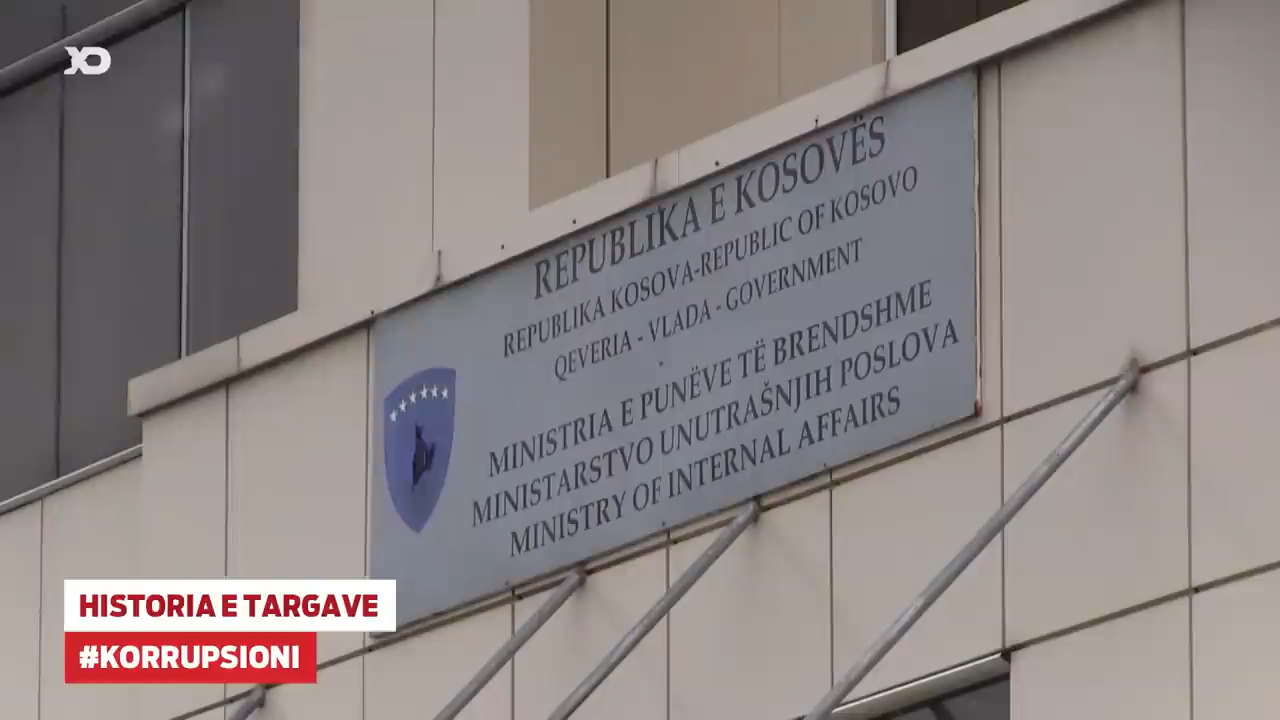 XO
REPUBLIKA E KOSOVËS
REPUBLIKA KOSOVA-REPUBLIC OF KOSOVO
QEVERIA - VLADA - GOVERNMENT
MINISTRIA E PUNËVE TË BRENDSHME
MINISTARSTVO UNUTRAŠNJIH POSLOVA
MINISTRY OF INTERNAL AFFAIRS
HISTORIA E TARGAVE
#KORRUPSIONI